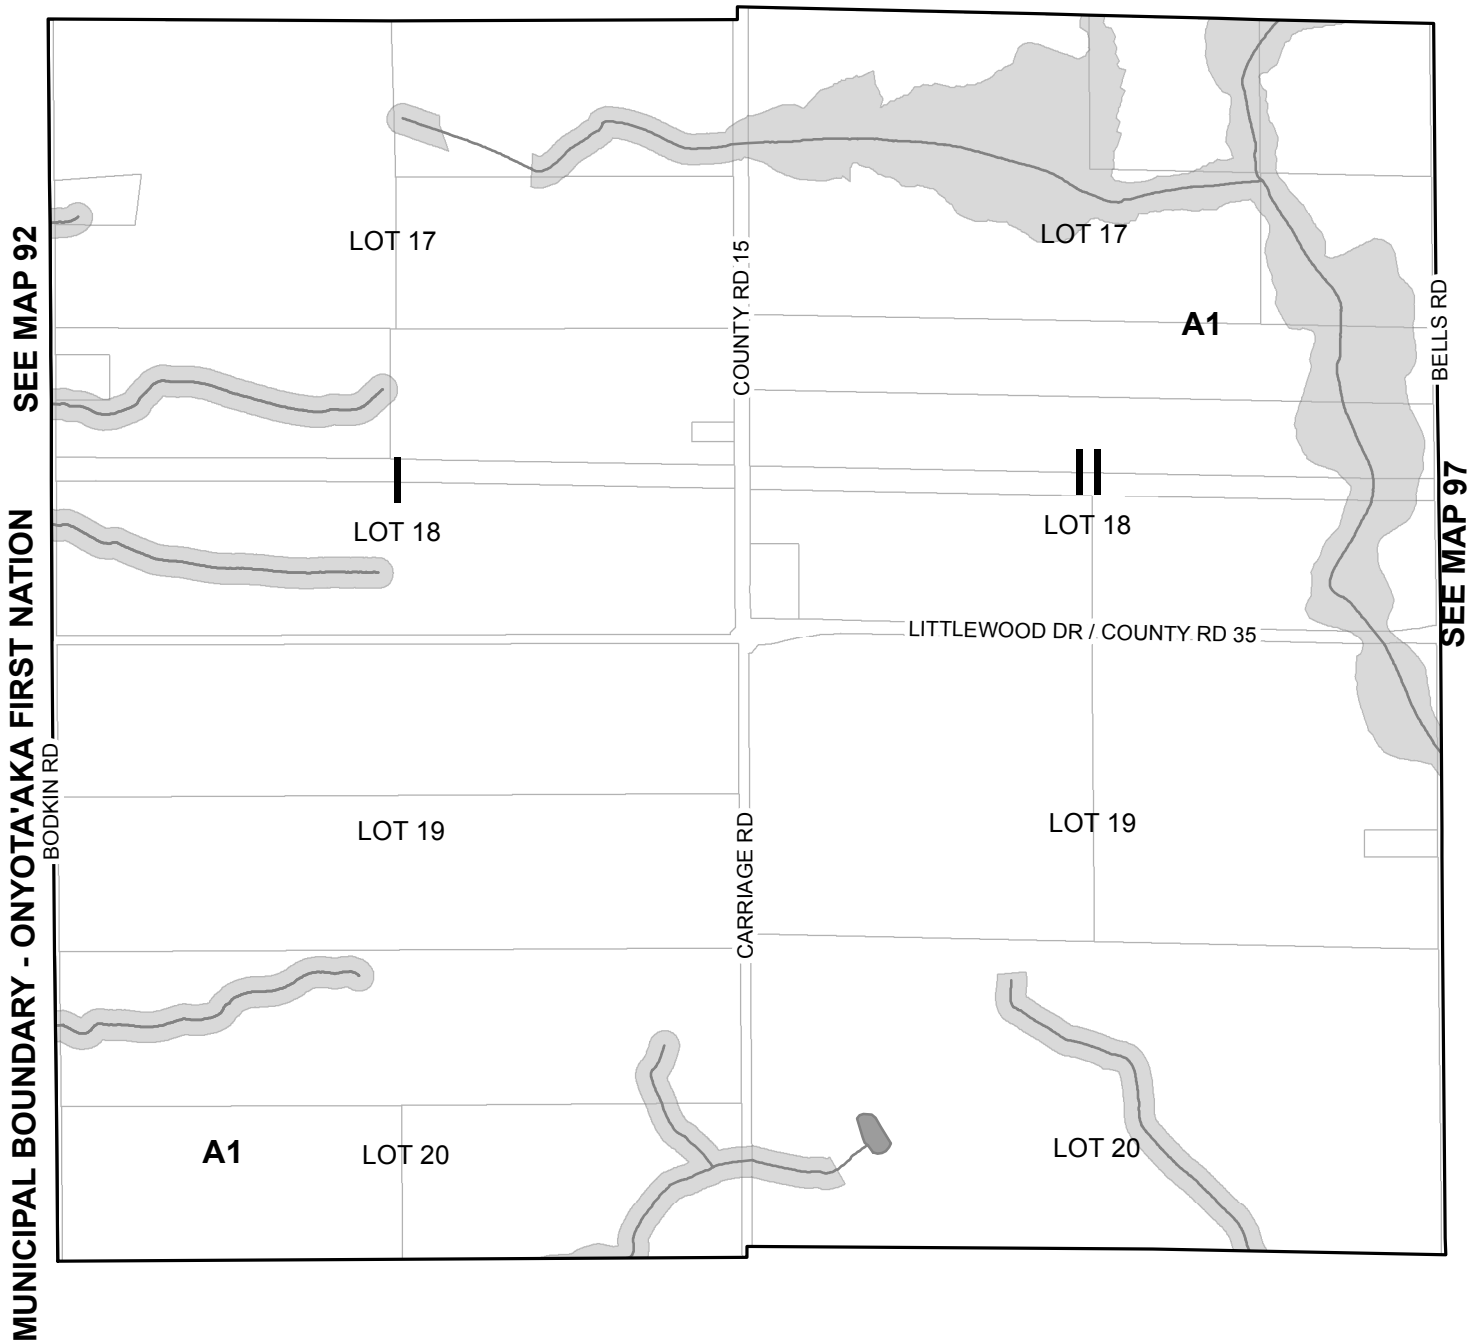 SEE MAP 92
MUNICIPAL BOUNDARY - ONYOTA'AKA FIRST NATION
BODKIN RD
LOT 17
COUNTY RD 15
LOT 17
A1
BELLS RD
I
II
LOT 18
LOT 18
SEE MAP 97
LITTLEWOOD DR / COUNTY RD 35
LOT 19
CARRIAGE RD
LOT 19
A1
LOT 20
LOT 20